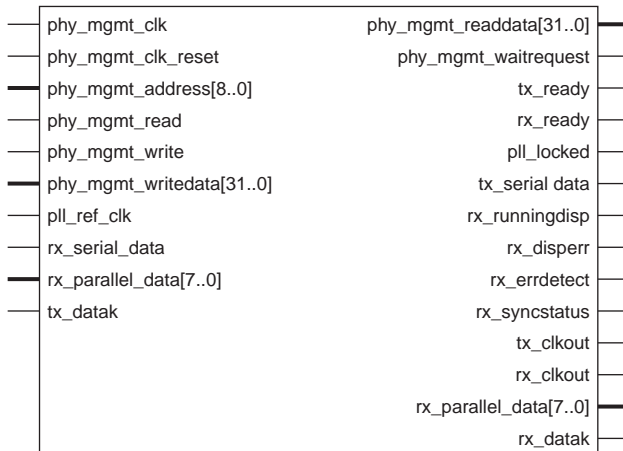 phy_mgmt_clk
phy_mgmt_clk_reset
phy_mgmt_address[8..0]
phy_mgmt_read
phy_mgmt_write
phy_mgmt_writedata[31..0]
pll_ref_clk
rx_serial_data
rx_parallel_data[7..0]
tx_datak
phy_mgmt_readdata[31..0]
phy_mgmt_waitrequest
tx_ready
rx_ready
pll_locked
tx_serial data
rx_runningdisp
rx_disperr
rx_errdetect
rx_syncstatus
tx_clkout
rx_clkout
rx_parallel_data[7..0]
rx_datak